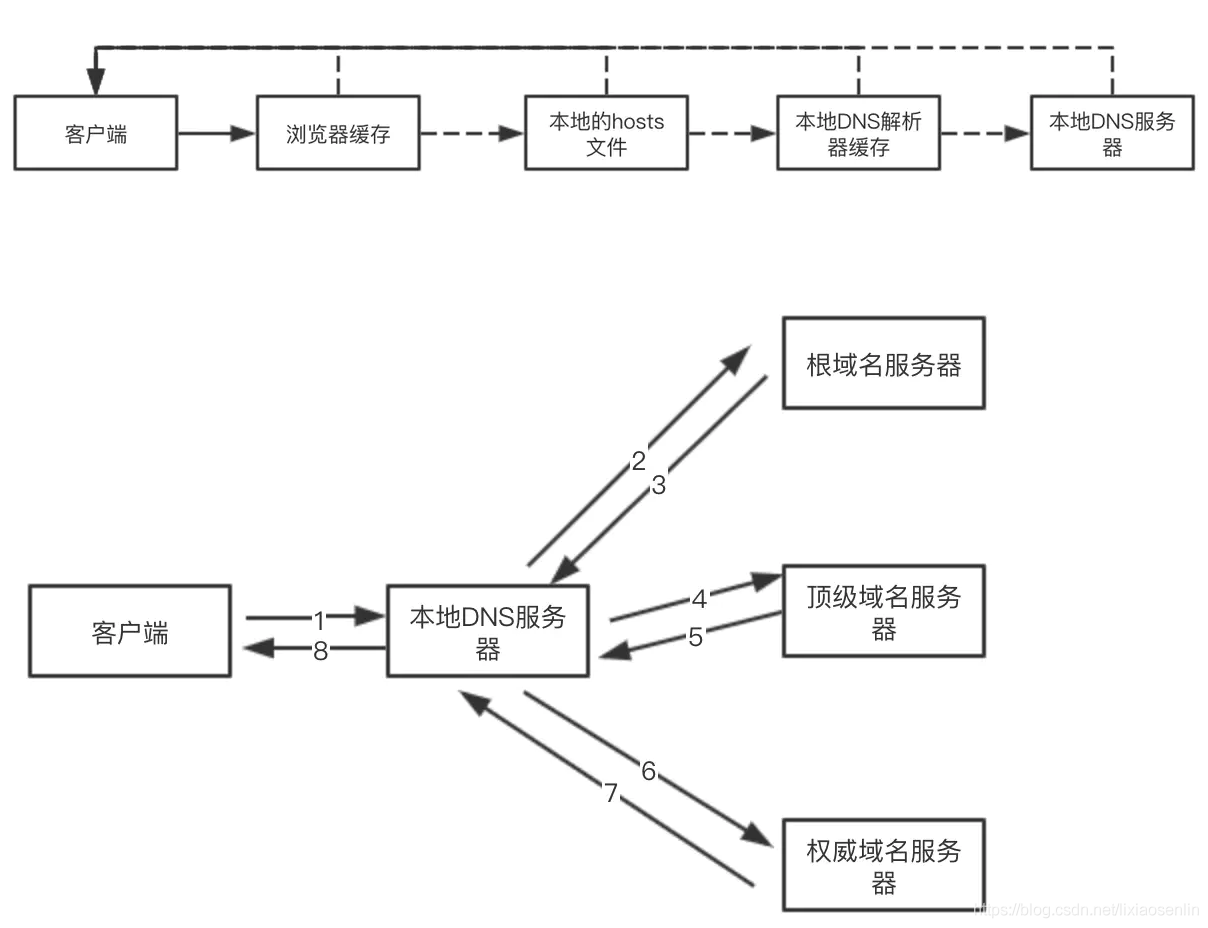 客户端
浏览器缓存
本地的hosts
文件
本地DNS解析
器缓存
本地DNS服务
器
根域名服务器
2
3
客户端
1
8
本地DNS服务
器
4
5
顶级域名服务
器
6
7
权威域名服务
器
https://blog.csdn.net/lixiaosenlin